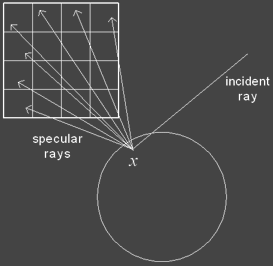 incident
ray
specular
rays
x